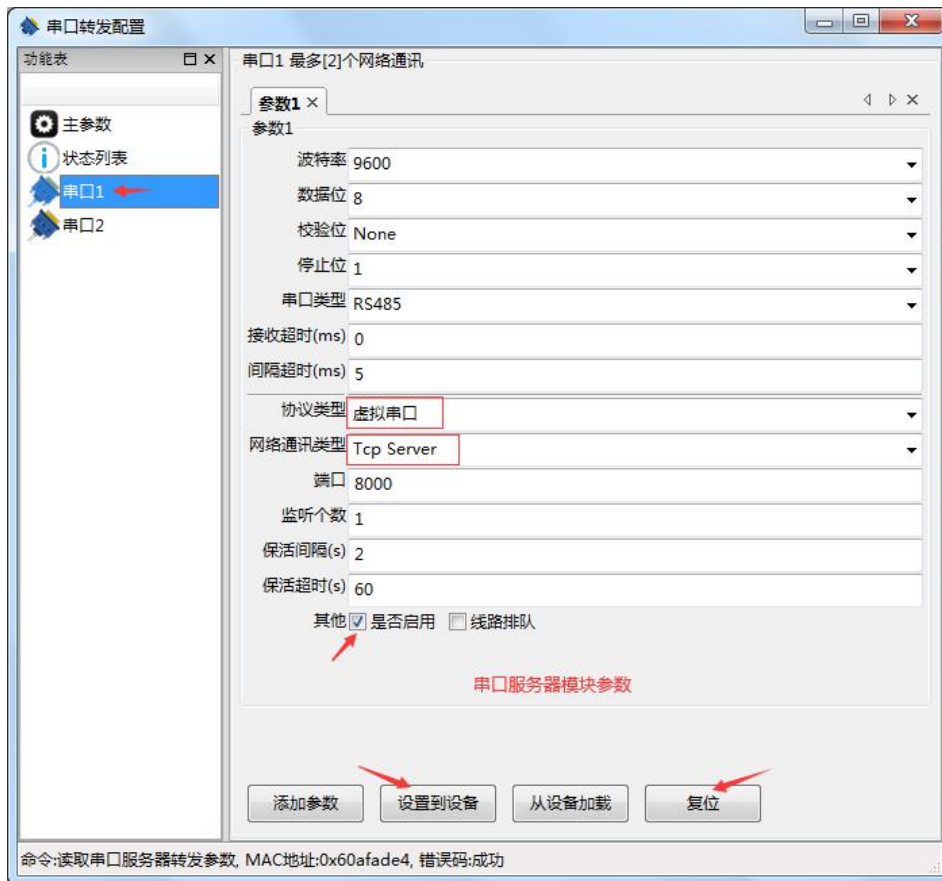 串口转发配置
功能表
主参数
状态列表
串口1
串口2
串口1 最多[2]个网络通讯
参数1
参数1
波特率 9600
数据位 8
校验位 None
停止位 1
串口类型 RS485
接收超时(ms) 0
间隔超时(ms) 5
协议类型 虚拟串口
网络通讯类型 Tcp Server
端口 8000
监听个数 1
保活间隔(s) 2
保活超时(s) 60
其他 是否启用 线路排队
串口服务器模块参数
添加参数 设置到设备 从设备加载 复位
命令:读取串口服务器转发参数, MAC地址:0x60afade4, 错误码:成功